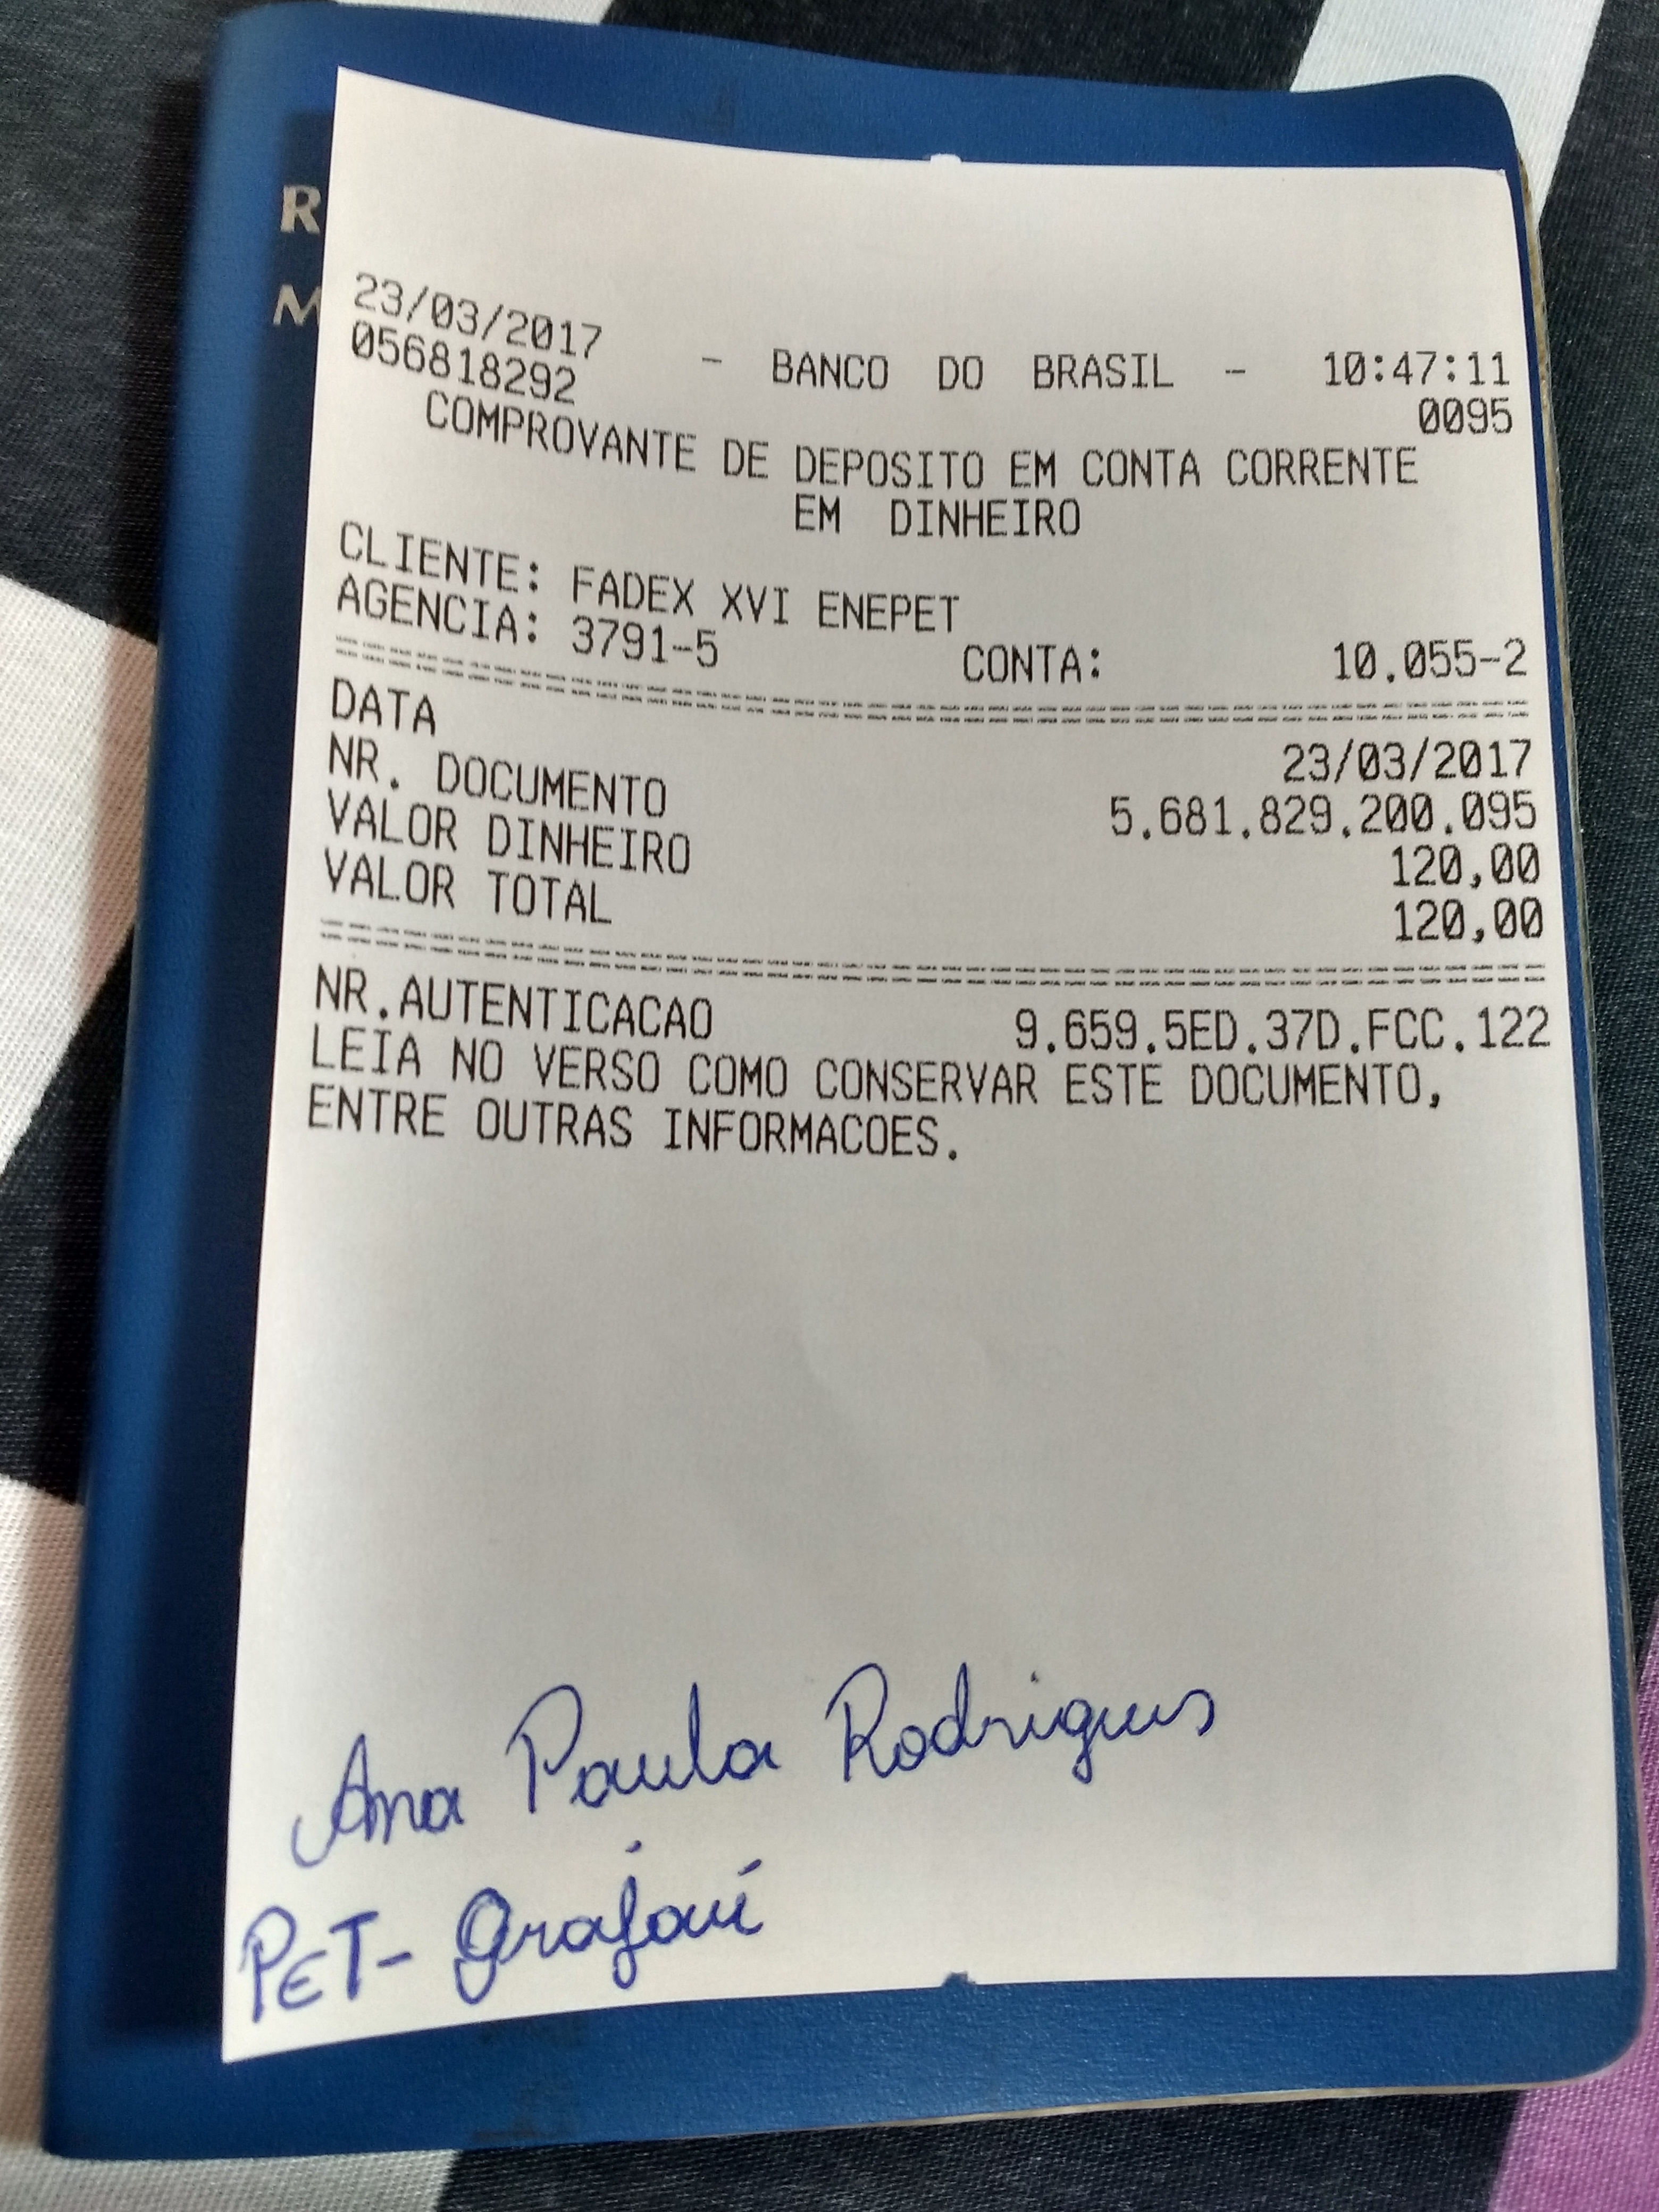 R
M
23/03/2017 - BANCO DO BRASIL - 10:47:11
056818292 0095
COMPROVANTE DE DEPOSITO EM CONTA CORRENTE
EM DINHEIRO
CLIENTE: FADEX XVI ENEPET
AGENCIA: 3791-5 CONTA: 10.055-2
DATA 23/03/2017
NR. DOCUMENTO 5.681.829.200.095
VALOR DINHEIRO 120,00
VALOR TOTAL 120,00
NR.AUTENTICACAO 9.659.5ED.37D.FCC.122
LEIA NO VERSO COMO CONSERVAR ESTE DOCUMENTO,
ENTRE OUTRAS INFORMACOES.
Ana Paula Rodrigues
PET- Grajaú